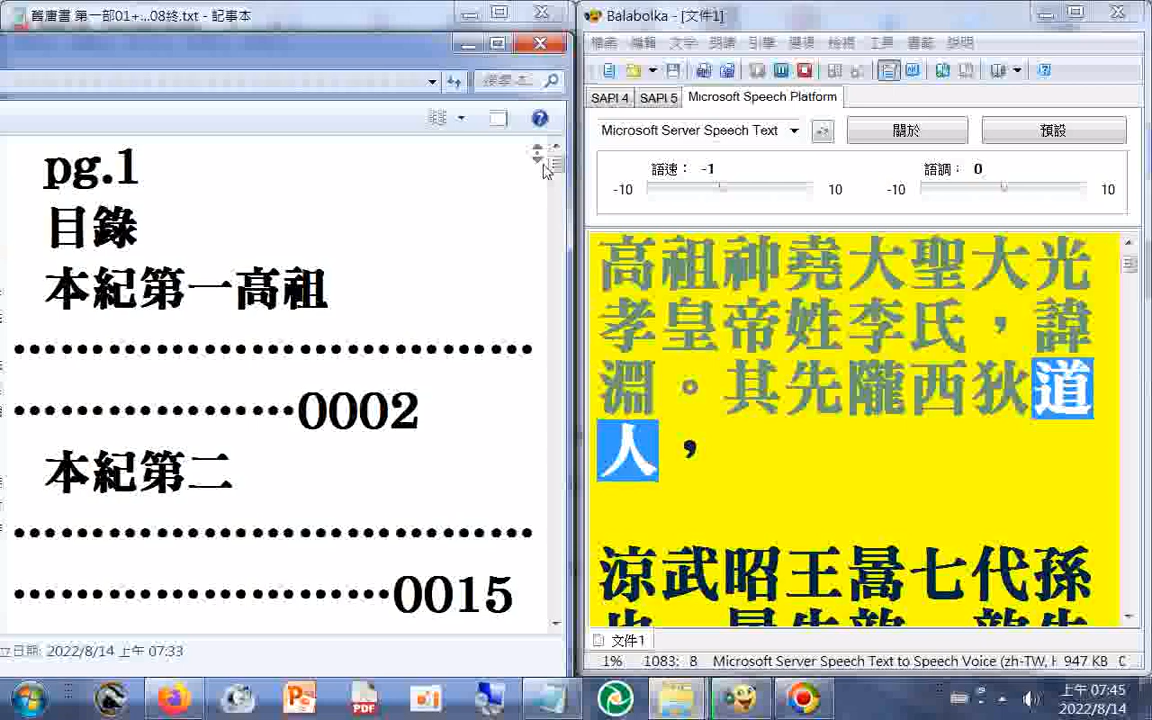 舊唐書 第一部01+...08终.txt - 記事本
pg.1
目錄
本紀第一高祖
..................................
..................0002
本紀第二
..................................
........................0015
日期: 2022/8/14 上午 07:33
Balabolka - [文件1]
檔案 編輯 文字 朗讀 引擎 選項 檢視 工具 書籤 說明
SAPI 4 SAPI 5 Microsoft Speech Platform
Microsoft Server Speech Text
關於
預設
語速: -1
-10 10
語調: 0
-10 10
高祖神堯大聖大光
孝皇帝姓李氏，諱
淵。其先隴西狄道
人，
涼武昭王暠七代孫
文件1
1% 1083: 8 Microsoft Server Speech Text to Speech Voice (zh-TW, H 947 KB C
上午 07:45
2022/8/14